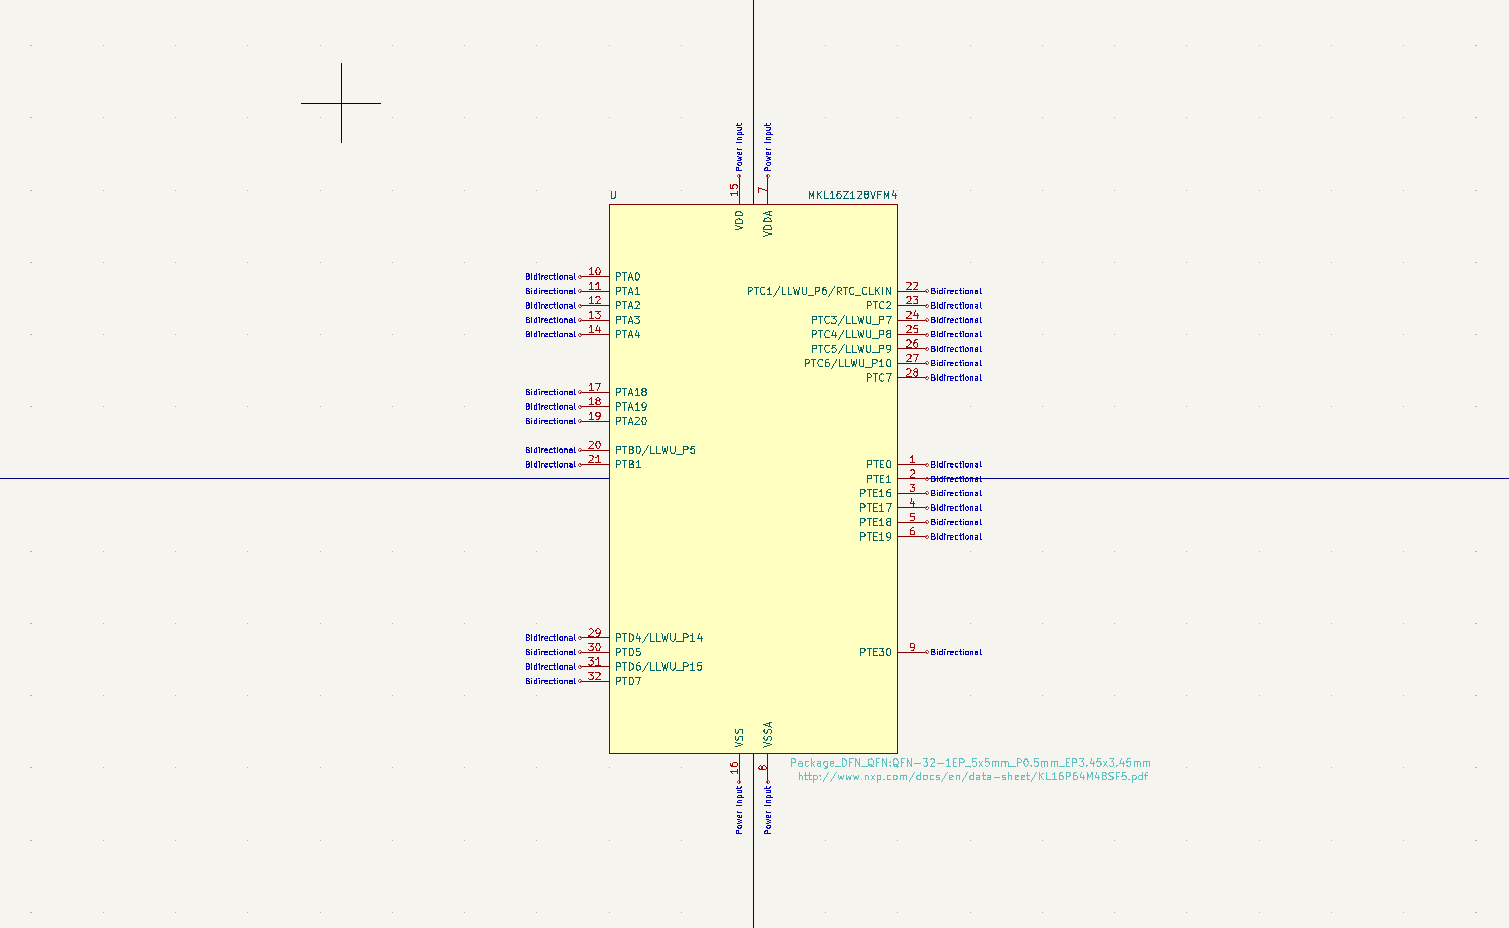 Power Input
Power Input
15
7
U
MKL16Z128VFM4
VDD
VDDA
Bidirectional 10 PTA0
Bidirectional 11 PTA1
Bidirectional 12 PTA2
Bidirectional 13 PTA3
Bidirectional 14 PTA4
PTC1/LLWU_P6/RTC_CLKIN 22 Bidirectional
PTC2 23 Bidirectional
PTC3/LLWU_P7 24 Bidirectional
PTC4/LLWU_P8 25 Bidirectional
PTC5/LLWU_P9 26 Bidirectional
PTC6/LLWU_P10 27 Bidirectional
PTC7 28 Bidirectional
Bidirectional 17 PTA18
Bidirectional 18 PTA19
Bidirectional 19 PTA20
Bidirectional 20 PTB0/LLWU_P5
Bidirectional 21 PTB1
PTE0 1 Bidirectional
PTE1 2 Bidirectional
PTE16 3 Bidirectional
PTE17 4 Bidirectional
PTE18 5 Bidirectional
PTE19 6 Bidirectional
Bidirectional 29 PTD4/LLWU_P14
Bidirectional 30 PTD5
Bidirectional 31 PTD6/LLWU_P15
Bidirectional 32 PTD7
PTE30 9 Bidirectional
VSS
VSSA
16
8
Power Input
Power Input
Package_DFN_QFN:QFN-32-1EP_5x5mm_P0.5mm_EP3.45x3.45mm
http://www.nxp.com/docs/en/data-sheet/KL16P64M48SF5.pdf